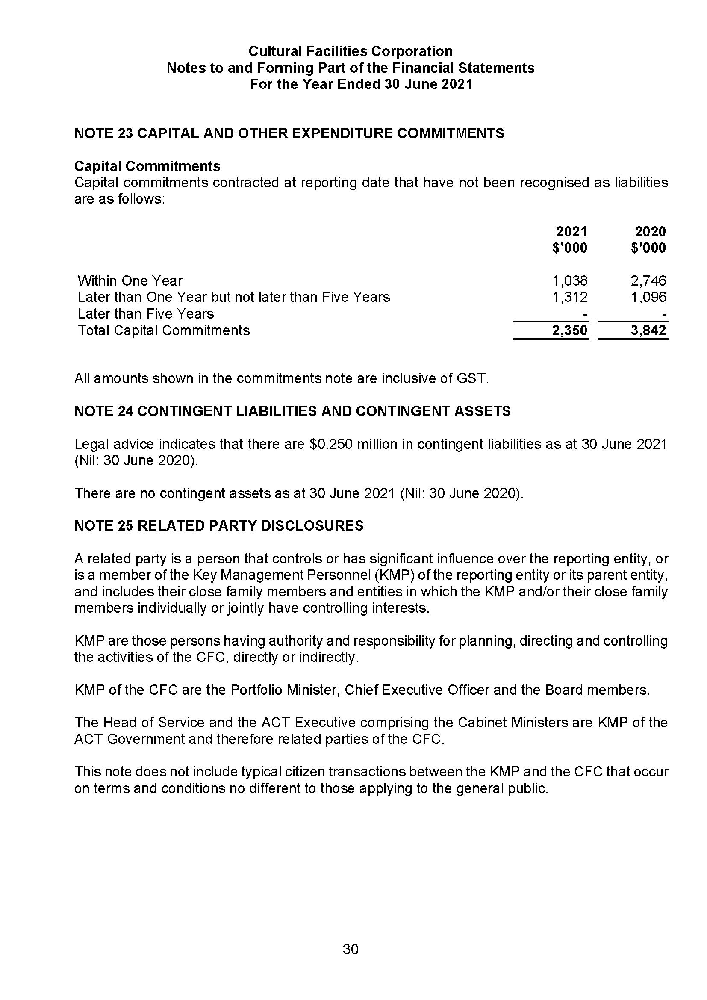 Cultural Facilities Corporation
Notes to and Forming Part of the Financial Statements
For the Year Ended 30 June 2021
NOTE 23 CAPITAL AND OTHER EXPENDITURE COMMITMENTS
Capital Commitments
Capital commitments contracted at reporting date that have not been recognised as liabilities
are as follows:
2021 2020
$’000 $’000
Within One Year 1,038 2,746
Later than One Year but not later than Five Years 1,312 1,096
Later than Five Years - -
Total Capital Commitments 2,350 3,842
All amounts shown in the commitments note are inclusive of GST.
NOTE 24 CONTINGENT LIABILITIES AND CONTINGENT ASSETS
Legal advice indicates that there are $0.250 million in contingent liabilities as at 30 June 2021
(Nil: 30 June 2020).
There are no contingent assets as at 30 June 2021 (Nil: 30 June 2020).
NOTE 25 RELATED PARTY DISCLOSURES
A related party is a person that controls or has significant influence over the reporting entity, or
is a member of the Key Management Personnel (KMP) of the reporting entity or its parent entity,
and includes their close family members and entities in which the KMP and/or their close family
members individually or jointly have controlling interests.
KMP are those persons having authority and responsibility for planning, directing and controlling
the activities of the CFC, directly or indirectly.
KMP of the CFC are the Portfolio Minister, Chief Executive Officer and the Board members.
The Head of Service and the ACT Executive comprising the Cabinet Ministers are KMP of the
ACT Government and therefore related parties of the CFC.
This note does not include typical citizen transactions between the KMP and the CFC that occur
on terms and conditions no different to those applying to the general public.
30